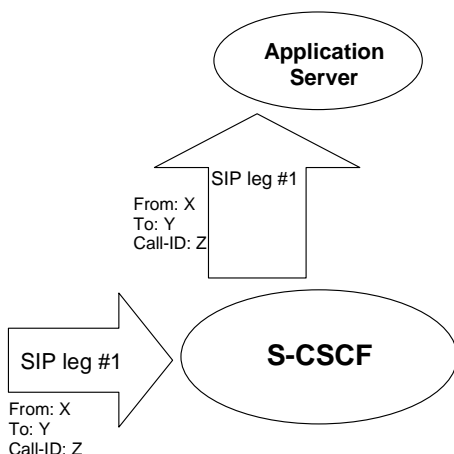 Application
Server
SIP leg #1
From: X
To: Y
Call-ID: Z
S-CSCF
SIP leg #1
From: X
To: Y
Call-ID: Z